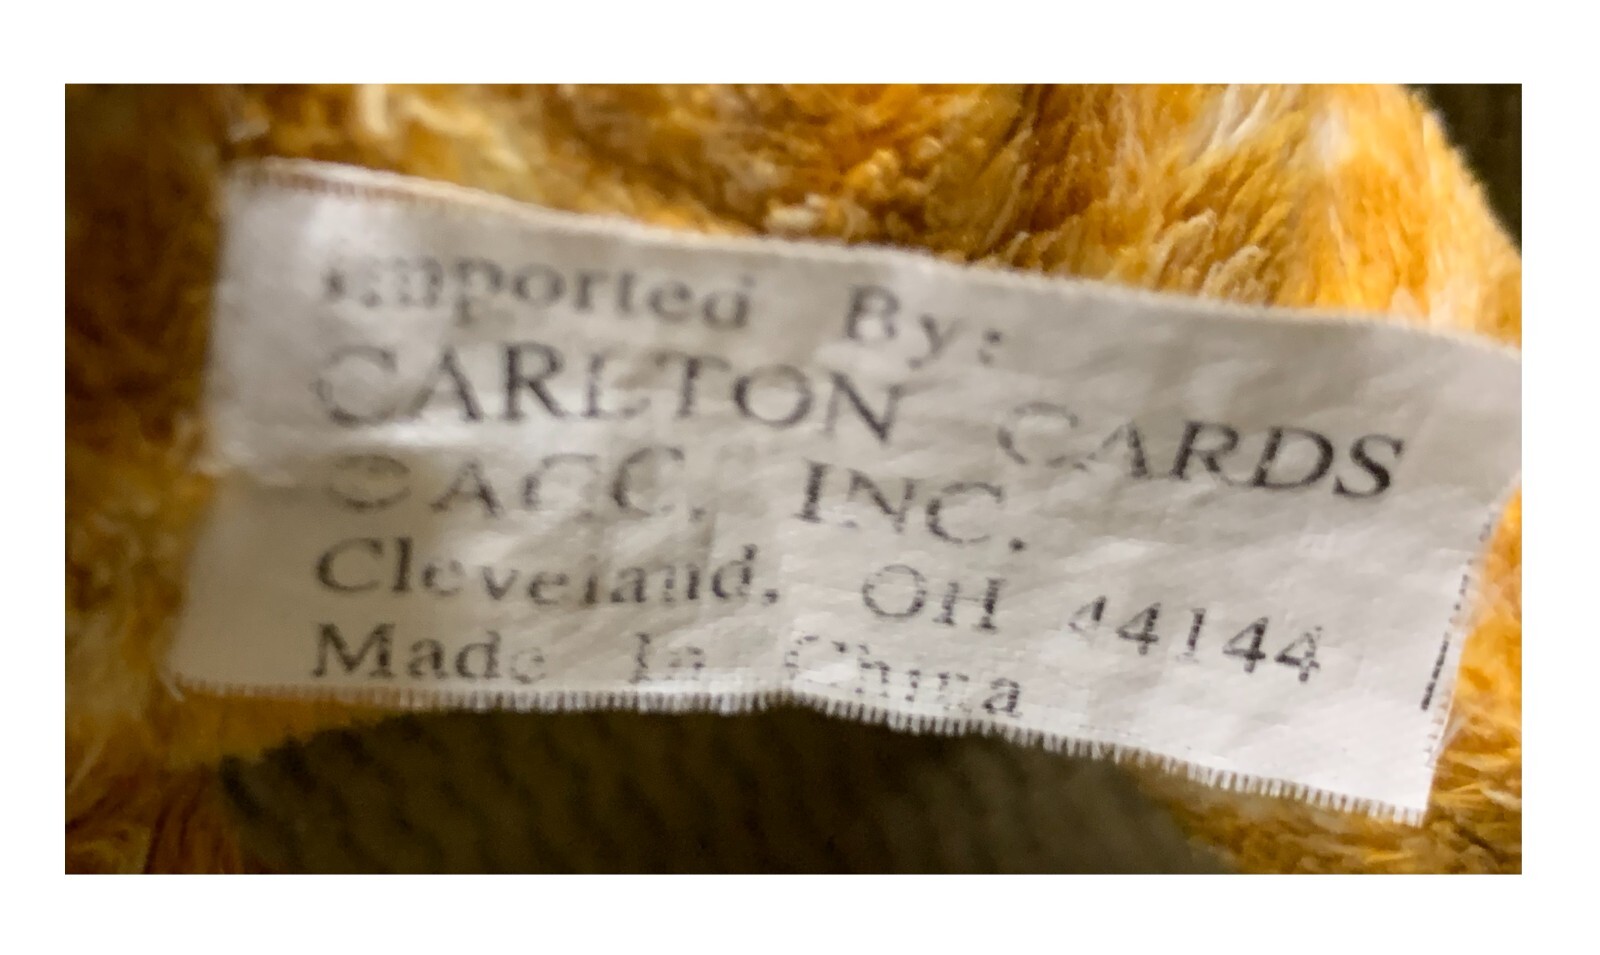 Imported By:
CARLTON CARDS
©AGC, INC.
Cleveland, OH 44144
Made In China